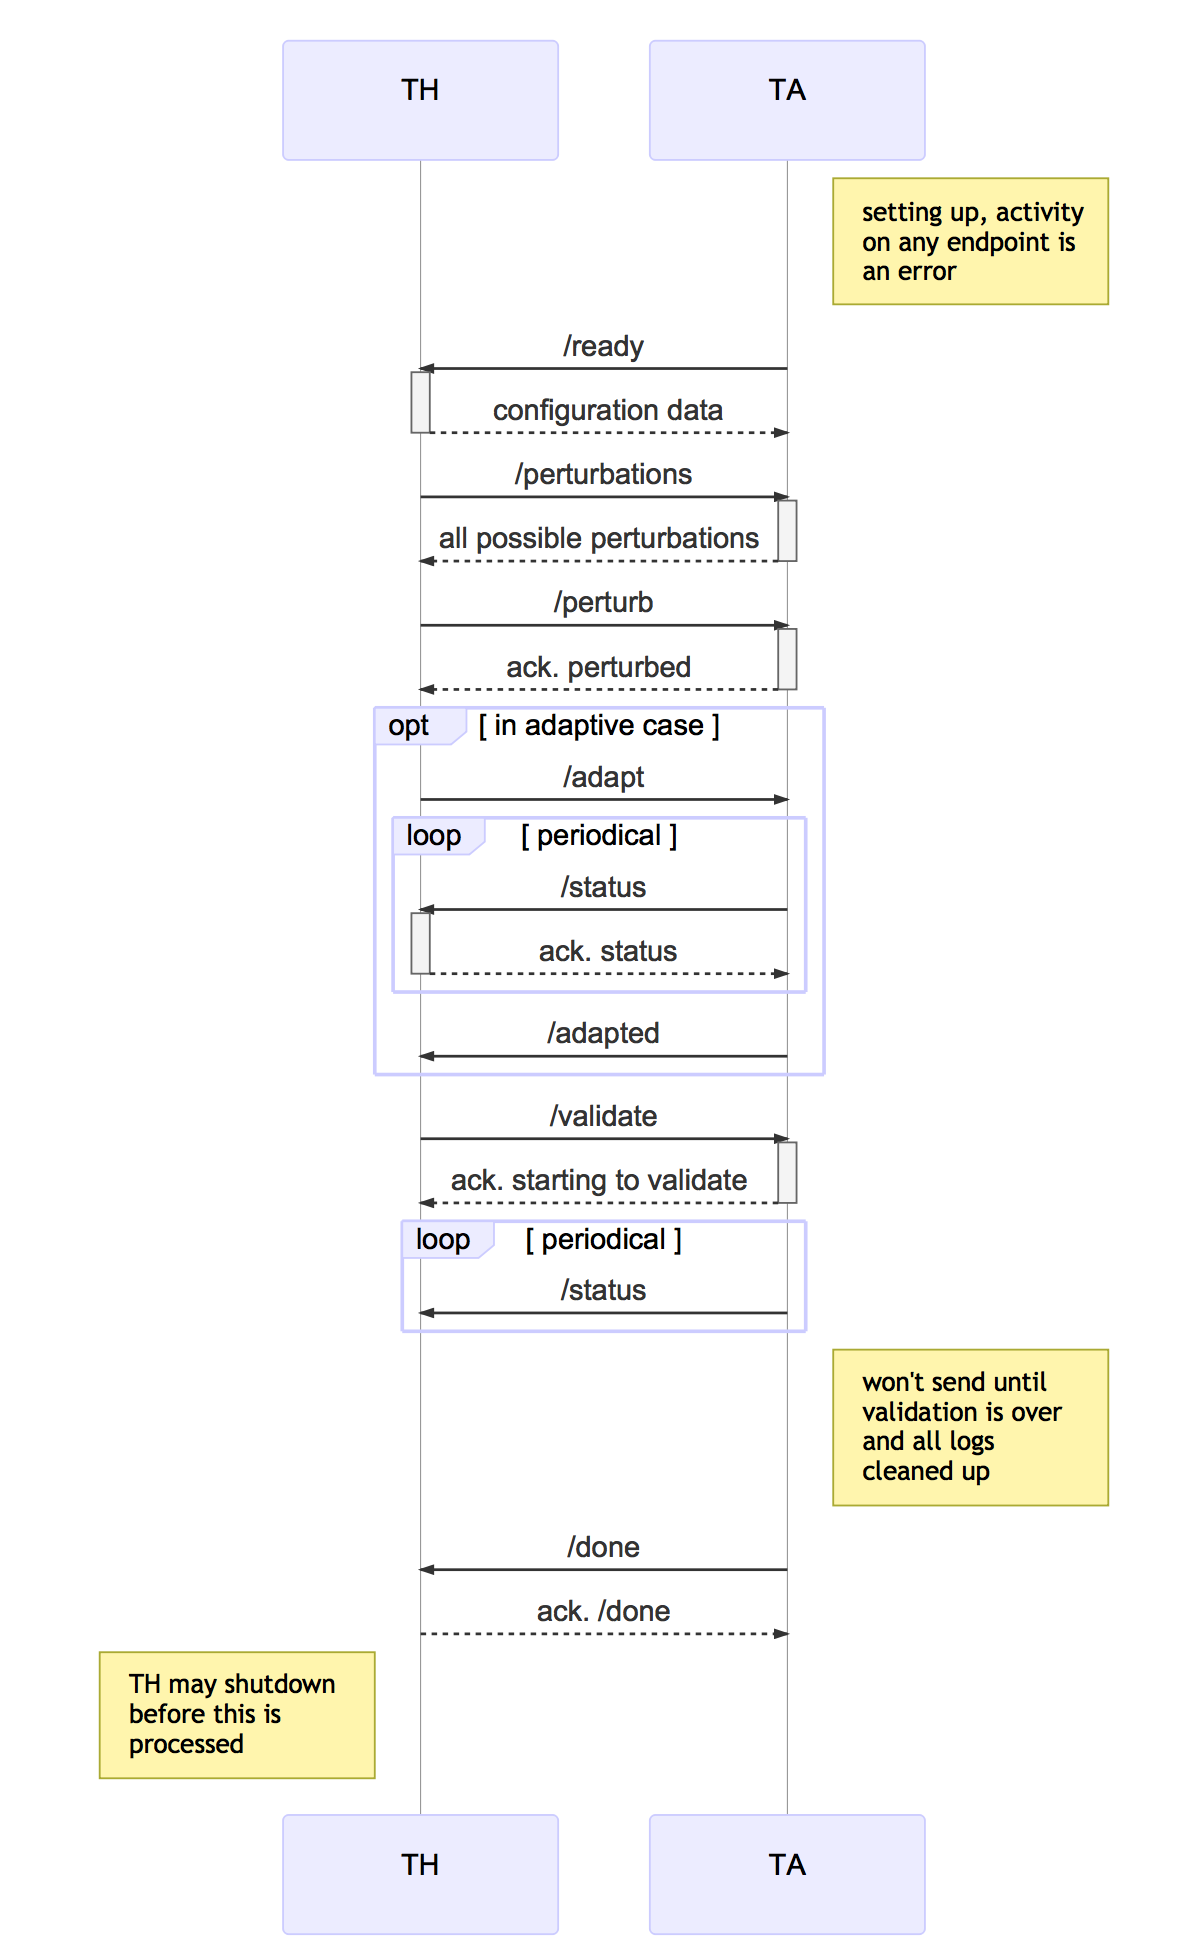 TH
TA
setting up, activity
on any endpoint is
an error
/ready
configuration data
/perturbations
all possible perturbations
/perturb
ack. perturbed
opt
[ in adaptive case ]
/adapt
loop
[ periodical ]
/status
ack. status
/adapted
/validate
ack. starting to validate
loop
[ periodical ]
/status
won't send until
validation is over
and all logs
cleaned up
/done
ack. /done
TH may shutdown
before this is
processed
TH
TA